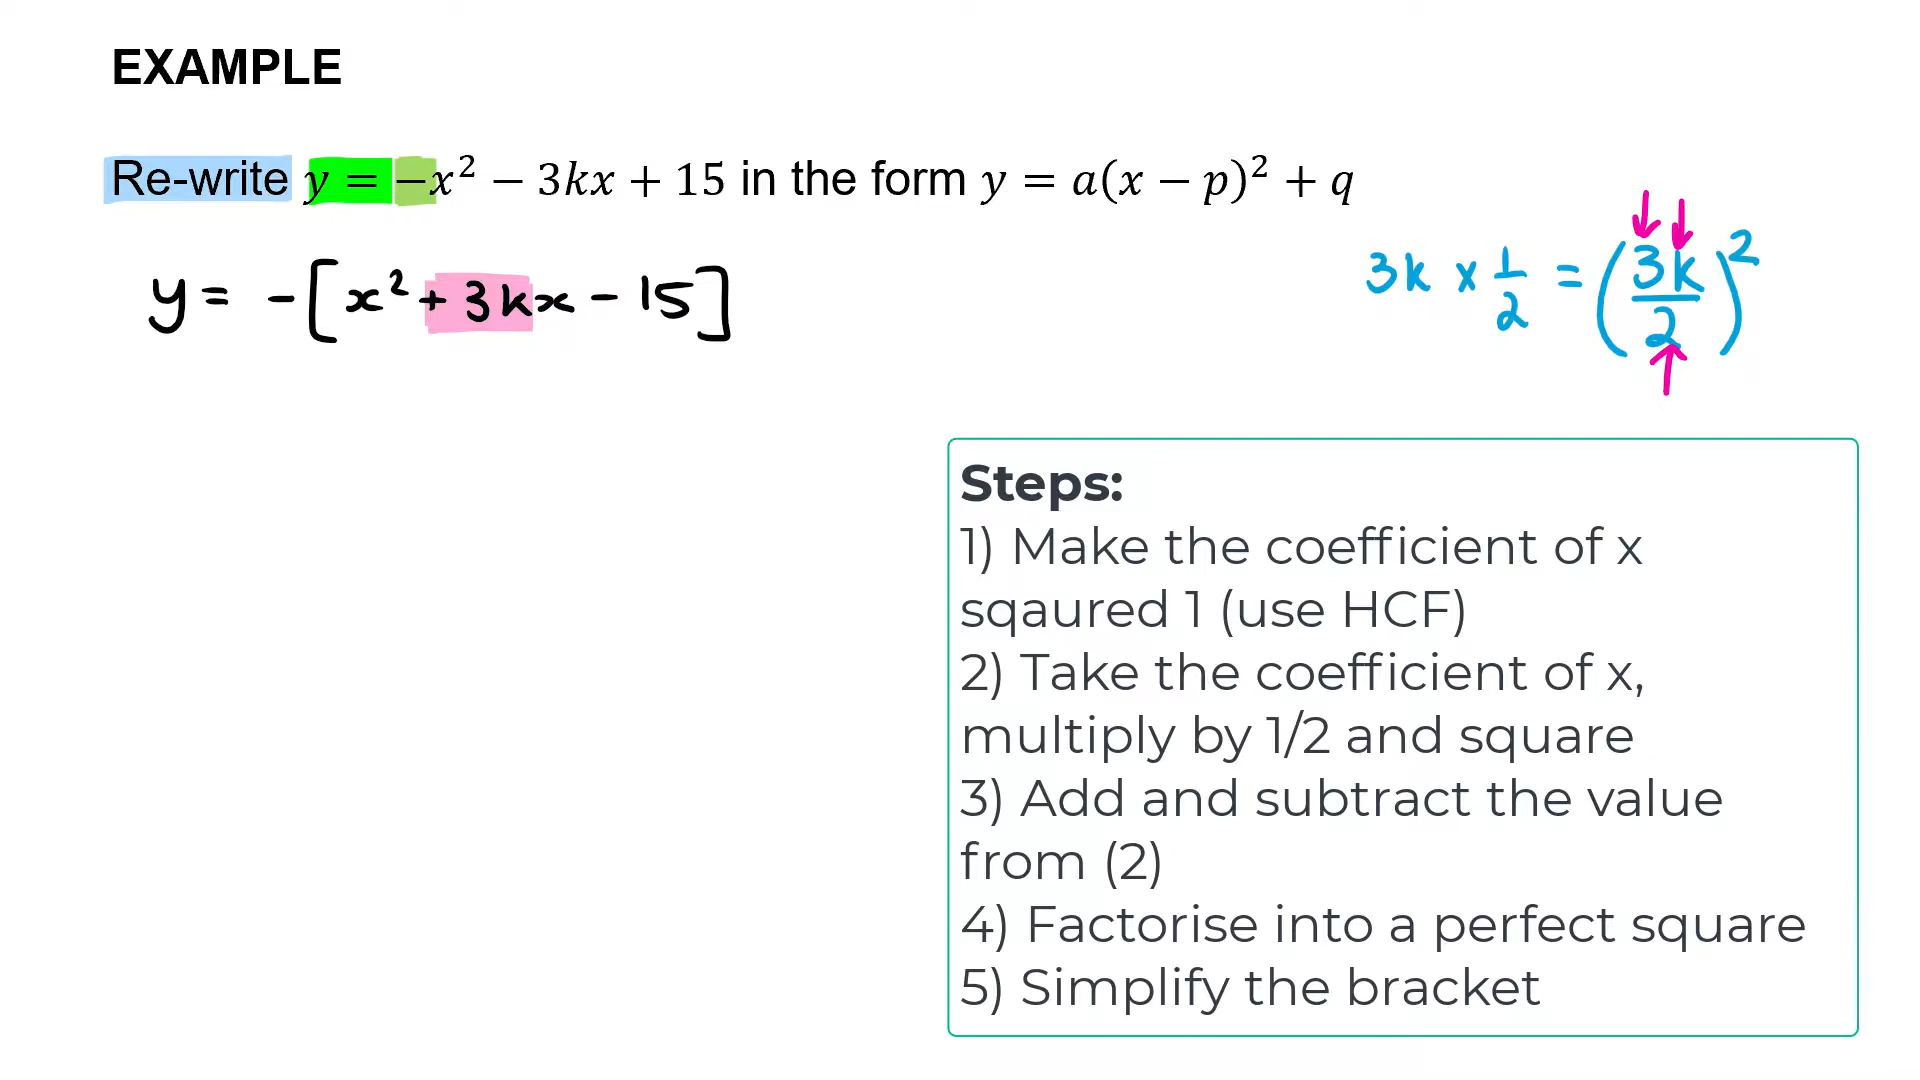 EXAMPLE
Re-write y = −x² − 3kx + 15 in the form y = a(x − p)² + q
y = -[x² + 3kx - 15]
3k × 1/2 = (3k/2)²
Steps:
1) Make the coefficient of x
sqaured 1 (use HCF)
2) Take the coefficient of x,
multiply by 1/2 and square
3) Add and subtract the value
from (2)
4) Factorise into a perfect square
5) Simplify the bracket